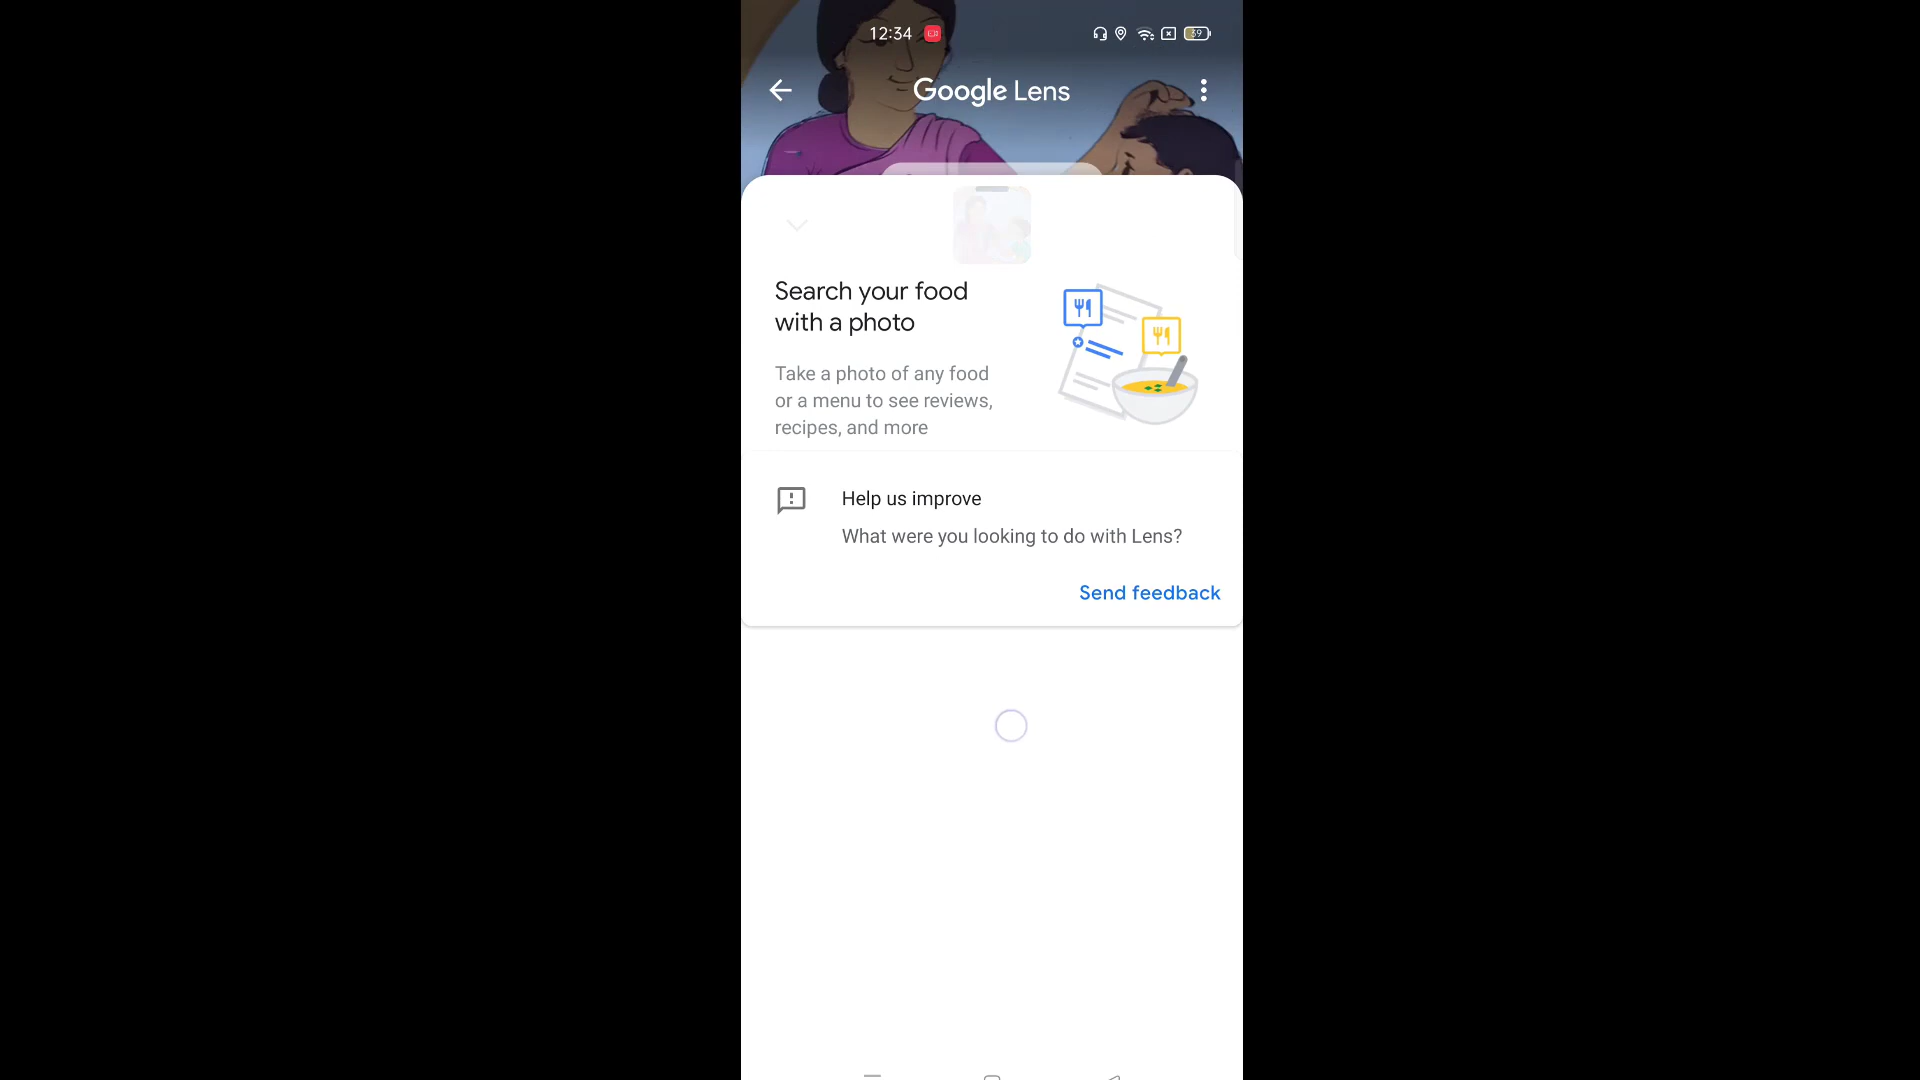 12:34
39
Google Lens
Search your food
with a photo
Take a photo of any food
or a menu to see reviews,
recipes, and more
Help us improve
What were you looking to do with Lens?
Send feedback